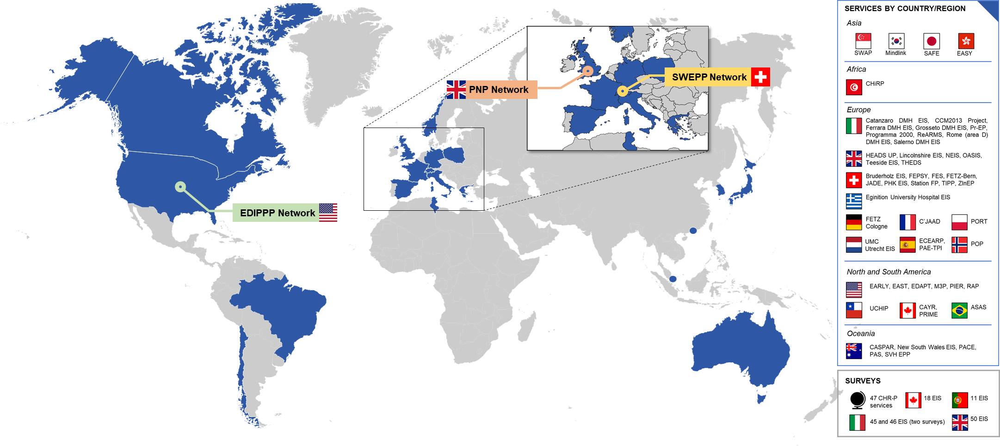 PNP Network
SWEPP Network
EDIPPP Network
SERVICES BY COUNTRY/REGION
Asia
SWAP
Mindlink
SAFE
EASY
Africa
CHiRP
Europe
Catanzaro DMH EIS, CCM2013 Project,
Ferrara DMH EIS, Grosseto DMH EIS, Pr-EP,
Programma 2000, ReARMS, Rome (area D)
DMH EIS, Salerno DMH EIS
HEADS UP, Lincolnshire EIS, NEIS, OASIS,
Teeside EIS, THEDS
Bruderholz EIS, FEPSY, FES, FETZ-Bern,
JADE, PHK EIS, Station FP, TIPP, ZInEP
Eginition University Hospital EIS
FETZ
Cologne
C'JAAD
PORT
UMC
Utrecht EIS
ECEARP,
PAE-TPI
POP
North and South America
EARLY, EAST, EDAPT, M3P, PIER, RAP
UCHIP
CAYR,
PRIME
ASAS
Oceania
CASPAR, New South Wales EIS, PACE,
PAS, SVH EPP
SURVEYS
47 CHR-P
services
18 EIS
11 EIS
45 and 46 EIS (two surveys)
50 EIS